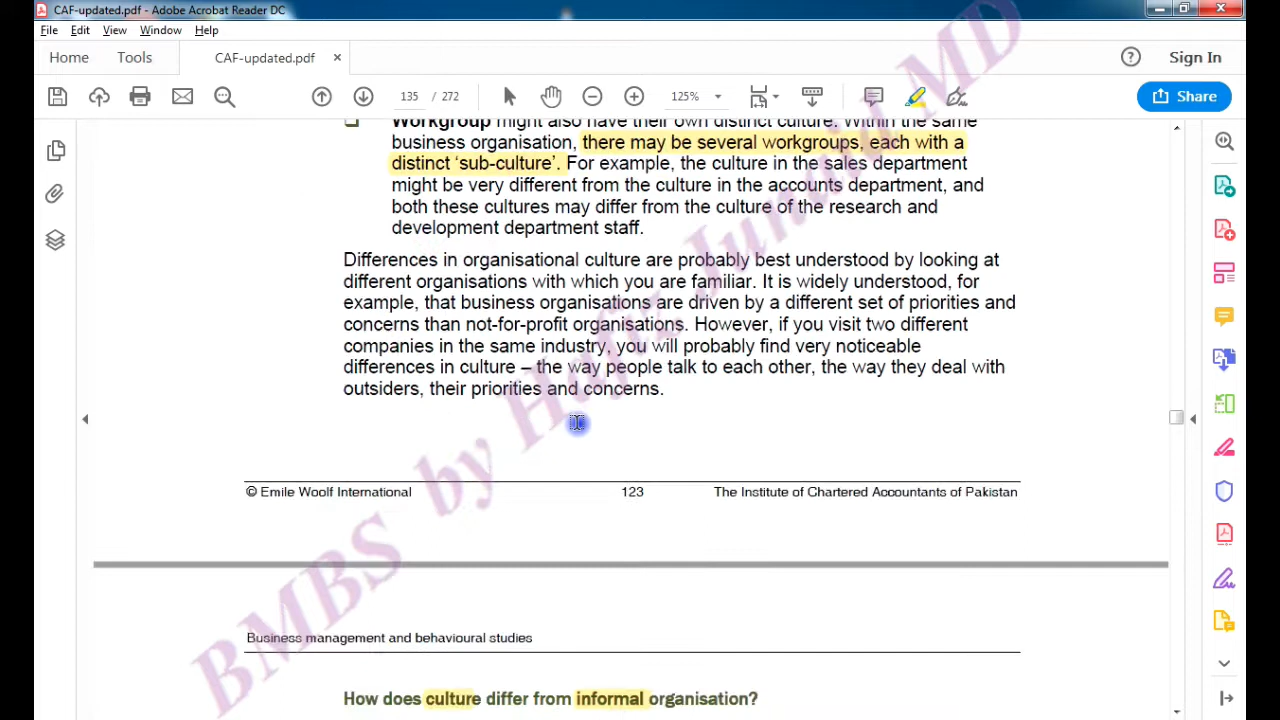 CAF-updated.pdf - Adobe Acrobat Reader DC
File Edit View Window Help
Home Tools CAF-updated.pdf × ? Sign In
135 / 272 125% Share
Workgroup might also have their own distinct culture. Within the same
business organisation, there may be several workgroups, each with a
distinct ‘sub-culture’. For example, the culture in the sales department
might be very different from the culture in the accounts department, and
both these cultures may differ from the culture of the research and
development department staff.
Differences in organisational culture are probably best understood by looking at
different organisations with which you are familiar. It is widely understood, for
example, that business organisations are driven by a different set of priorities and
concerns than not-for-profit organisations. However, if you visit two different
companies in the same industry, you will probably find very noticeable
differences in culture – the way people talk to each other, the way they deal with
outsiders, their priorities and concerns.
© Emile Woolf International 123 The Institute of Chartered Accountants of Pakistan
Business management and behavioural studies
How does culture differ from informal organisation?
BMBS by Hafiz Junaid MD